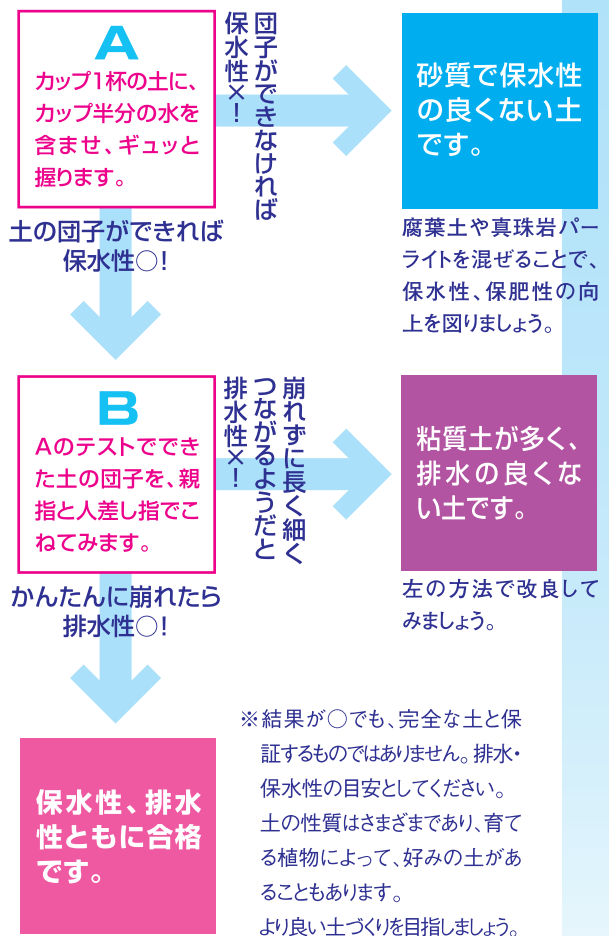 A
カップ1杯の土に、
カップ半分の水を
含ませ、ギュッと
握ります。
団子ができなければ
保水性×！
砂質で保水性
の良くない土
です。
腐葉土や真珠岩パー
ライトを混ぜることで、
保水性、保肥性の向
上を図りましょう。
土の団子ができれば
保水性○！
B
Aのテストででき
た土の団子を、親
指と人差し指でこ
ねてみます。
崩れずに長く細く
つながるようだと
排水性×！
粘質土が多く、
排水の良くな
い土です。
左の方法で改良して
みましょう。
かんたんに崩れたら
排水性○！
保水性、排水
性ともに合格
です。
※結果が○でも、完全な土と保
証するものではありません。排水・
保水性の目安としてください。
土の性質はさまざまであり、育て
る植物によって、好みの土があ
ることもあります。
より良い土づくりを目指しましょう。